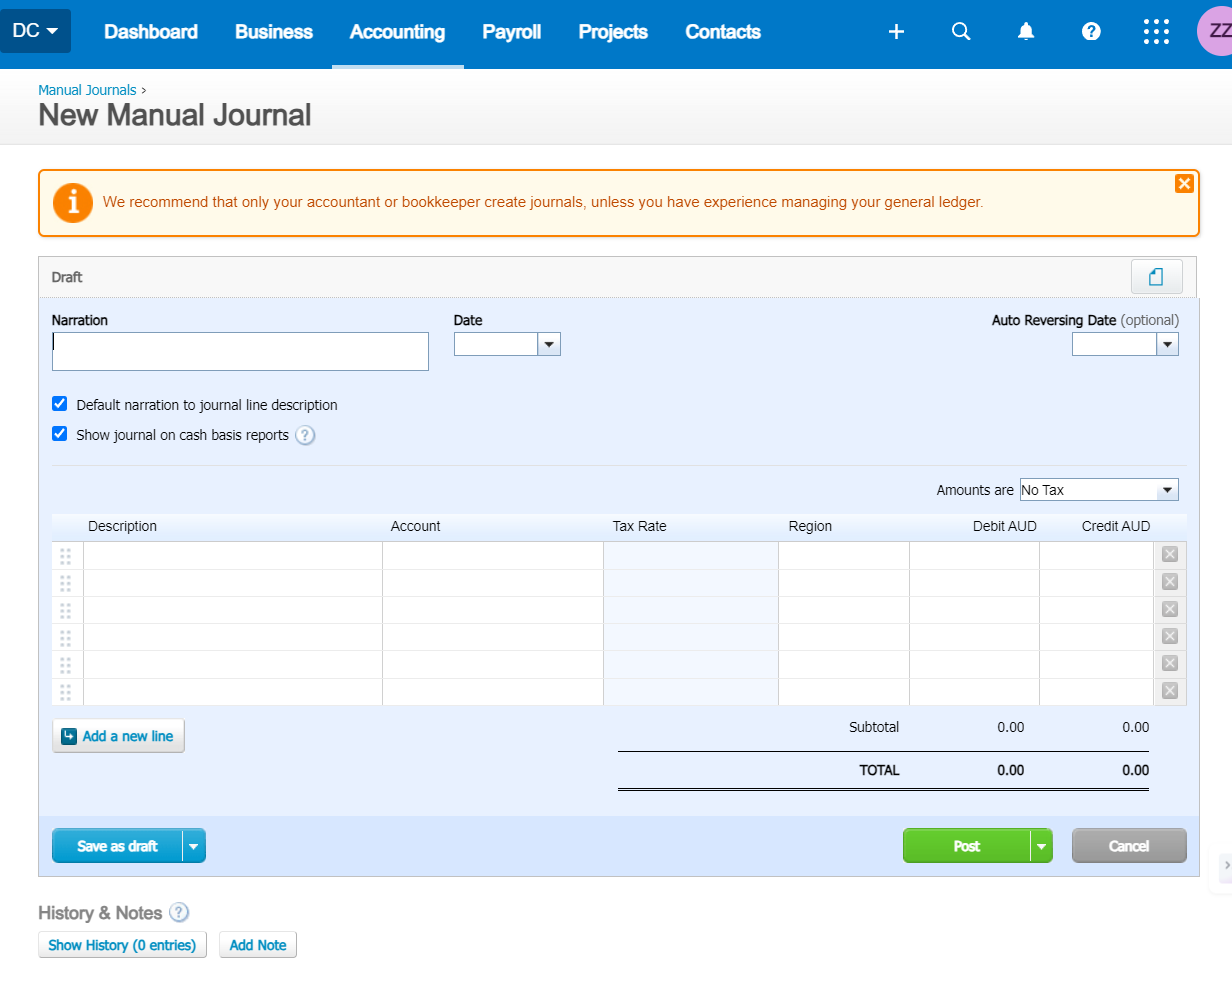 DC
Dashboard Business Accounting Payroll Projects Contacts
ZZ
Manual Journals ›
New Manual Journal
We recommend that only your accountant or bookkeeper create journals, unless you have experience managing your general ledger.
Draft
Narration Date Auto Reversing Date (optional)
Default narration to journal line description
Show journal on cash basis reports ?
Amounts are No Tax
Description Account Tax Rate Region Debit AUD Credit AUD
Add a new line
Subtotal 0.00 0.00
TOTAL 0.00 0.00
Save as draft Post Cancel
History & Notes ?
Show History (0 entries) Add Note